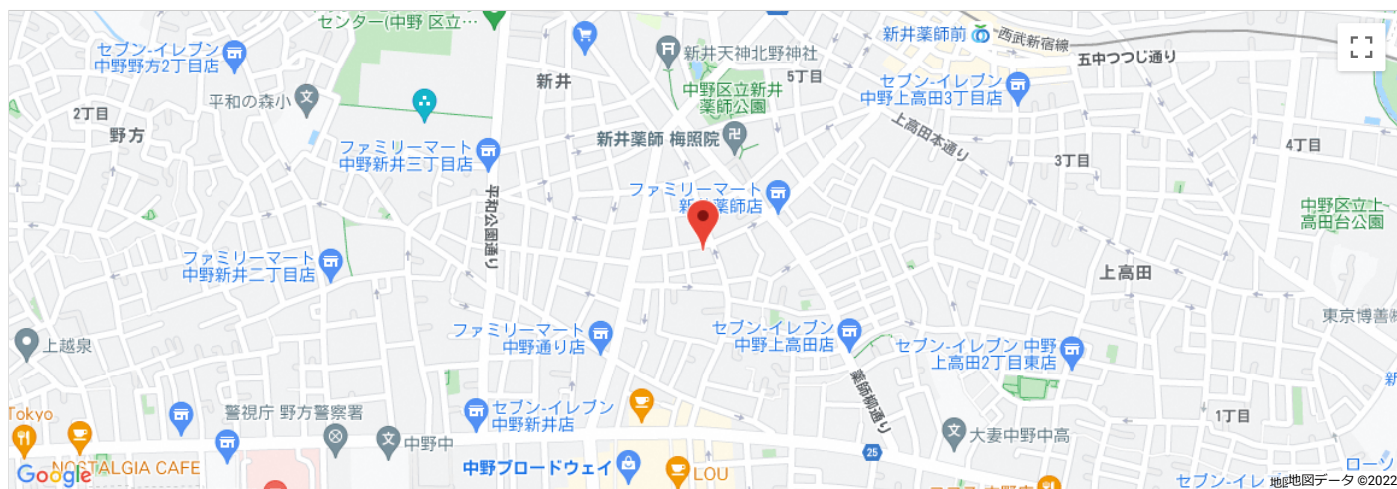 センター(中野 区立…
セブン-イレブン
中野野方2丁目店
平和の森小
2丁目
野方
新井
新井天神北野神社
5丁目
中野区立新井
薬師公園
新井薬師 梅照院
新井薬師前
西武新宿線
五中つつじ通り
セブン-イレブン
中野上高田3丁目店
上高田本通り
3丁目
4丁目
ファミリーマート
中野新井三丁目店
平和公園通り
ファミリーマート
新井薬師店
中野区立上
高田台公園
ファミリーマート
中野新井二丁目店
上高田
上越泉
ファミリーマート
中野通り店
セブン-イレブン
中野上高田店
セブン-イレブン 中野
上高田2丁目東店
東京博善㈱
薬師柳通り
新
Tokyo
警視庁 野方警察署
中野中
セブン-イレブン
中野新井店
1丁目
大妻中野中高
25
NOSTALGIA CAFE
中野ブロードウェイ
LOU
ローソ
セブン-イレ
Google
地図データ ©2022